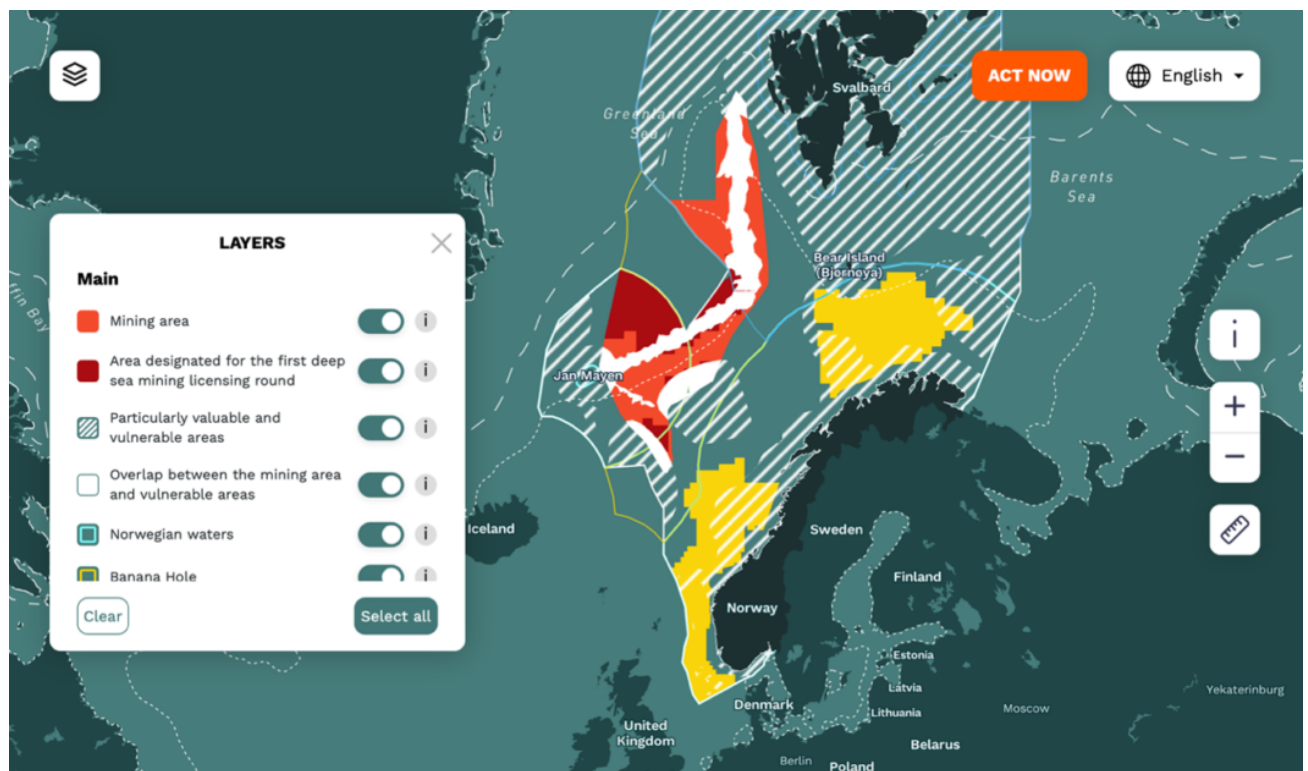 ACT NOW
English
Svalbard
Greenland
Sea
Barents
Sea
LAYERS
Main
Mining area
Area designated for the first deep
sea mining licensing round
i
Particularly valuable and
vulnerable areas
i
Overlap between the mining area
and vulnerable areas
i
Norwegian waters
i
Banana Hole
i
Clear
Select all
ffin Bay
Bear Island
(Bjørnøya)
Jan Mayen
i
+
−
Iceland
Sweden
Finland
Norway
Estonia
Latvia
Lithuania
Denmark
Moscow
Yekaterinburg
United
Kingdom
Belarus
Berlin
Poland